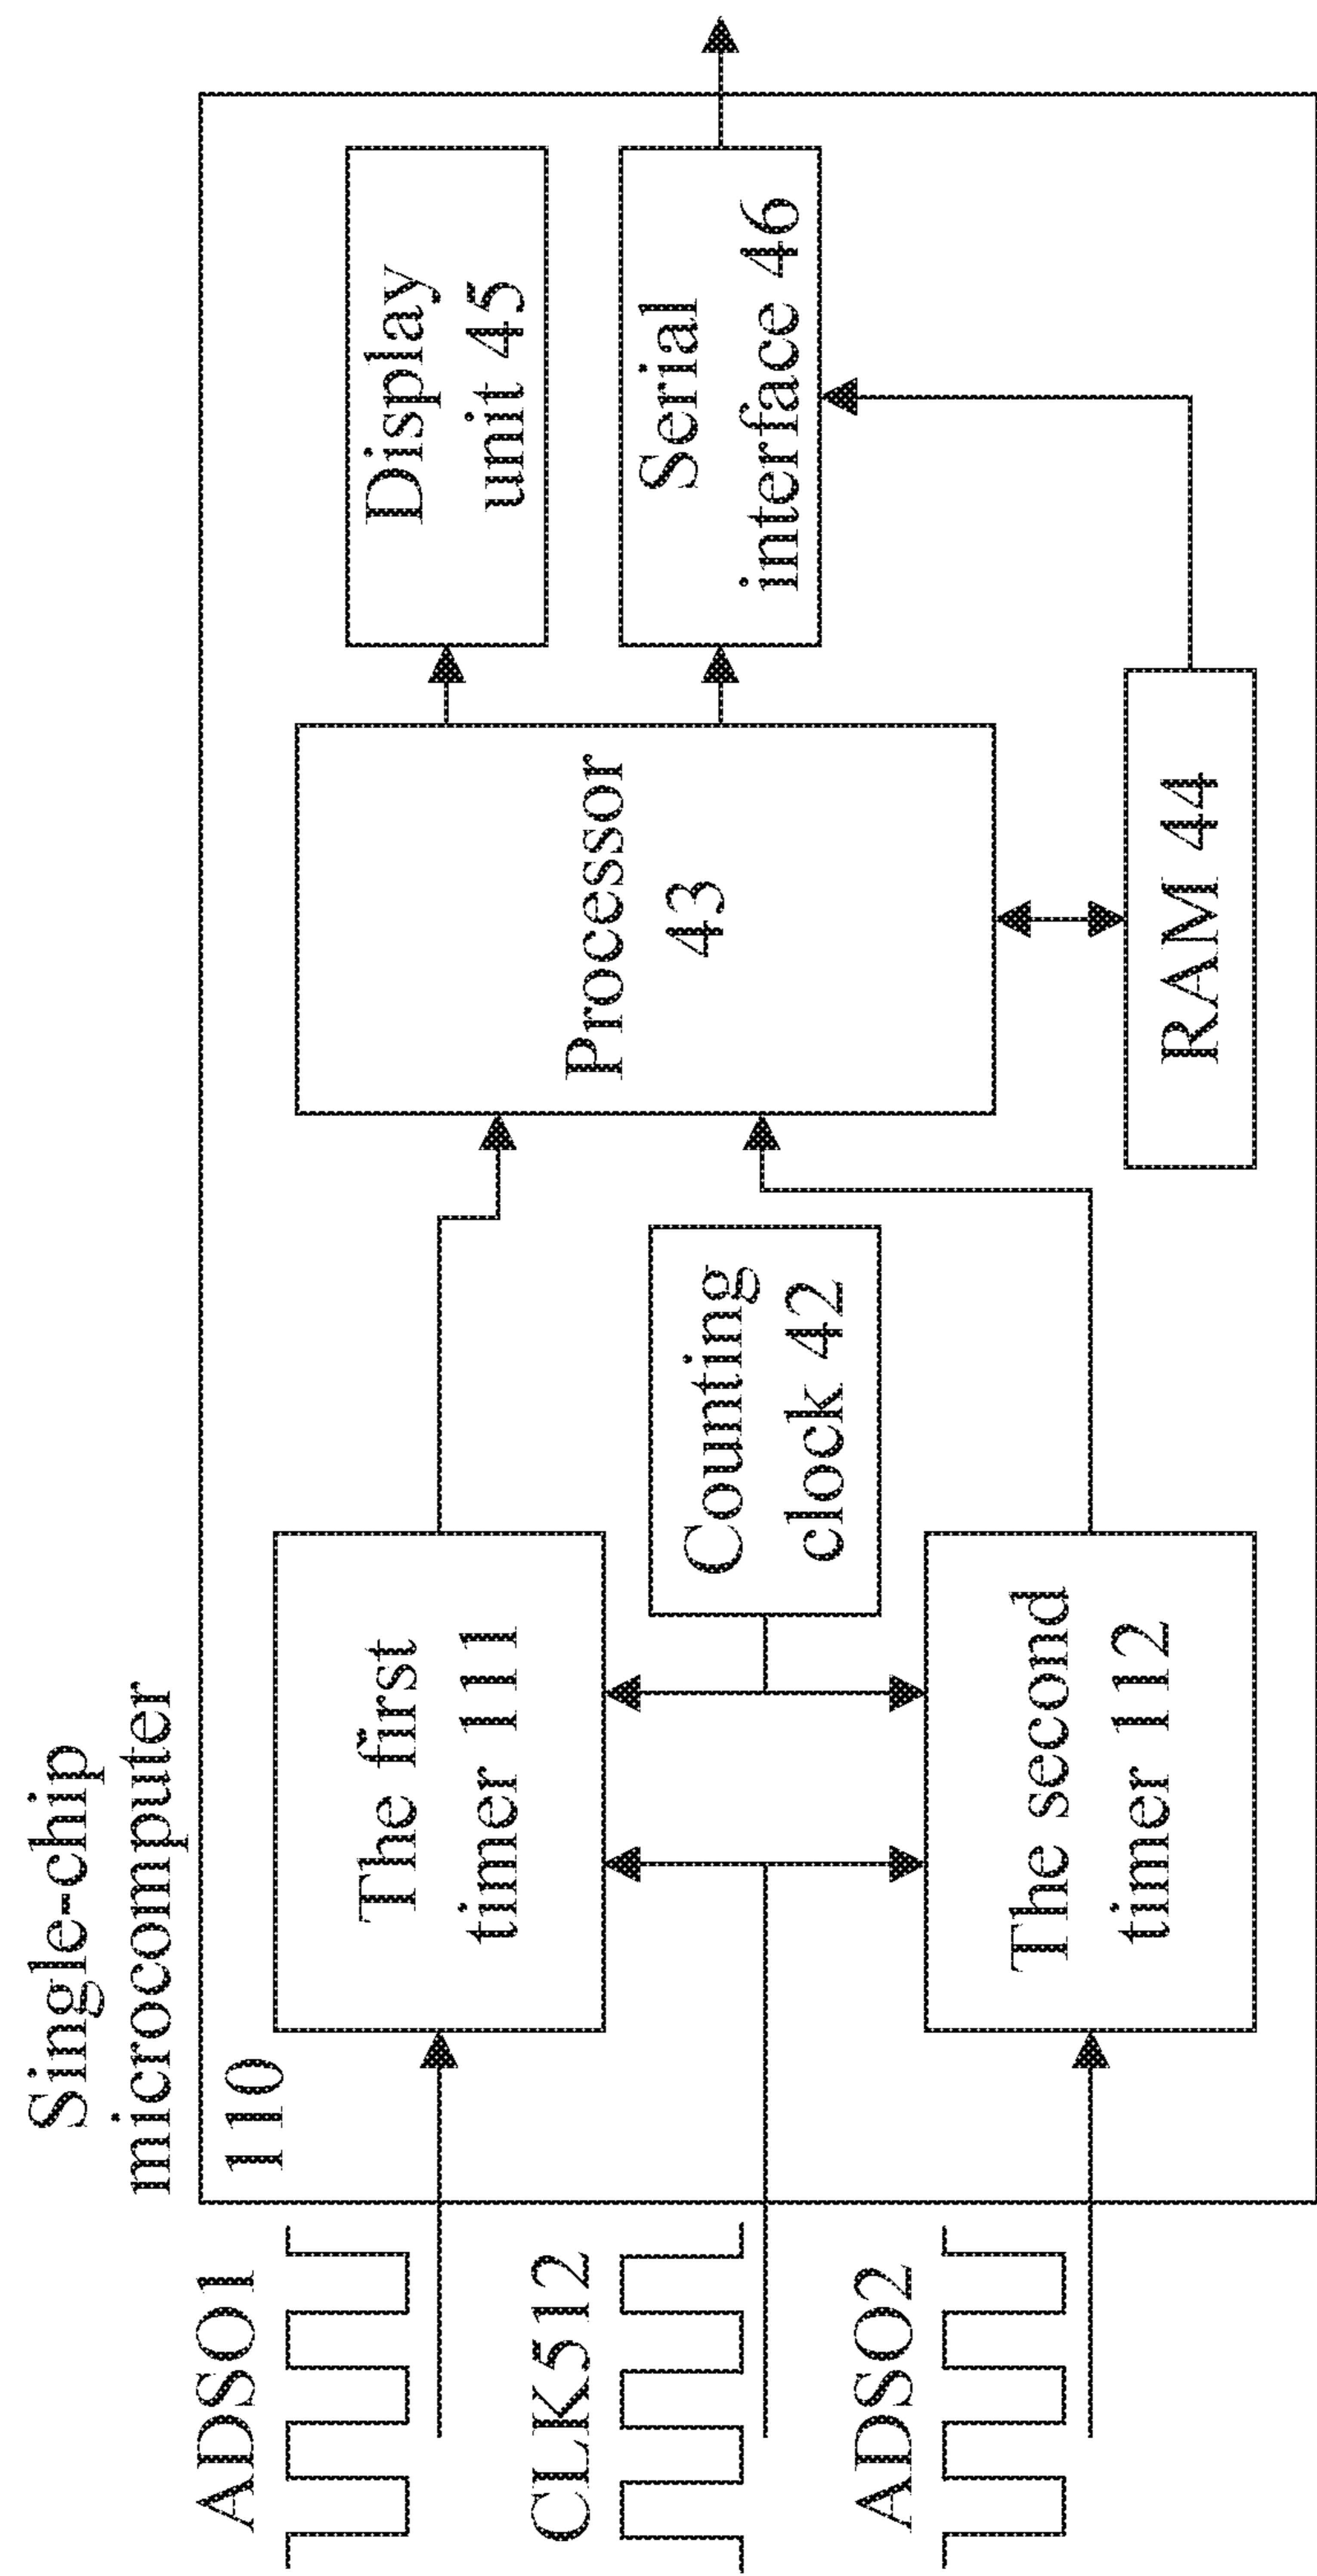 Single-chip
microcomputer
110
ADSO1
CLK512
ADSO2
The first
timer 111
The second
timer 112
Counting
clock 42
Processor
43
RAM 44
Display
unit 45
Serial
interface 46